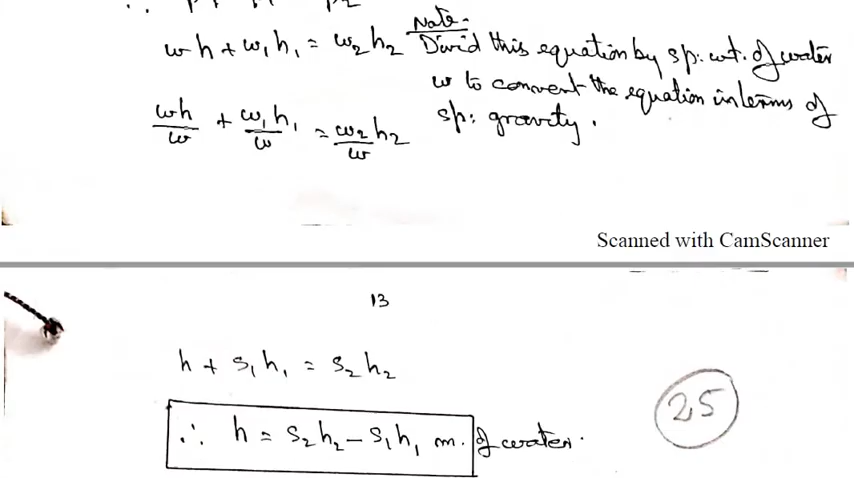 Note:-
wh + w₁h₁ = w₂h₂ Divid this equation by sp. wt. of water
w to convent the equation in terms of
wh/w + w₁h₁/w = w₂h₂/w sp. gravity.
Scanned with CamScanner
13
h + s₁h₁ = s₂h₂
∴ h = s₂h₂ - s₁h₁ m. of water.
25